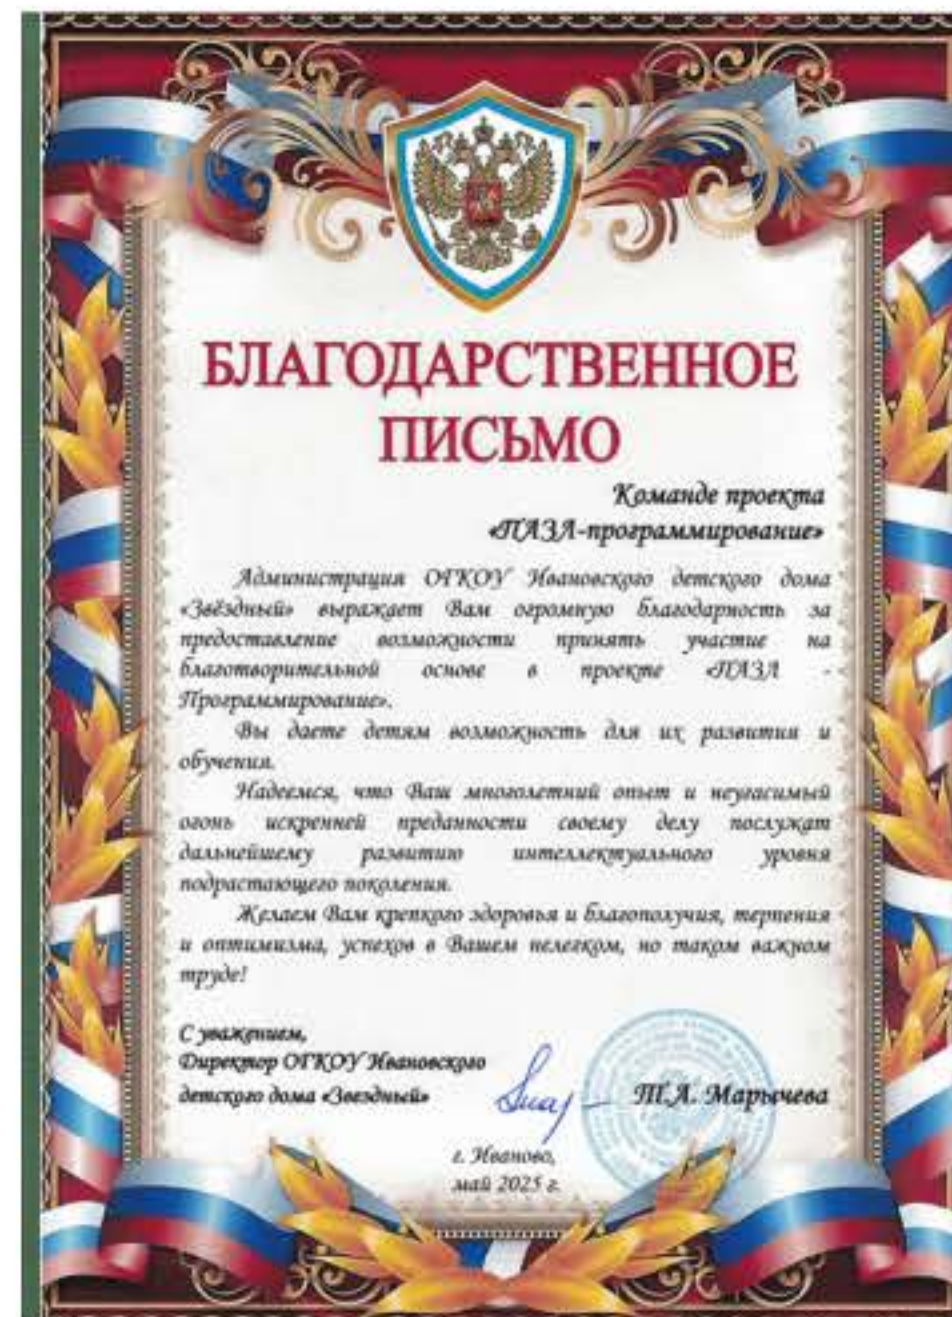 БЛАГОДАРСТВЕННОЕ
ПИСЬМО
Команде проекта
«ПАЗЛ-программирование»
Администрация ОГКОУ Ивановского детского дома
«Звёздный» выражает Вам огромную благодарность за
предоставление возможности принять участие на
благотворительной основе в проекте «ПАЗЛ -
Программирование».
Вы даете детям возможность для их развития и
обучения.
Надеемся, что Ваш многолетний опыт и неугасимый
огонь искренней преданности своему делу послужат
дальнейшему развитию интеллектуального уровня
подрастающего поколения.
Желаем Вам крепкого здоровья и благополучия, терпения
и оптимизма, успехов в Вашем нелегком, но таком важном
труде!
С уважением,
Директор ОГКОУ Ивановского
детского дома «Звездный»
Т.А. Марычева
г. Иваново,
май 2025 г.